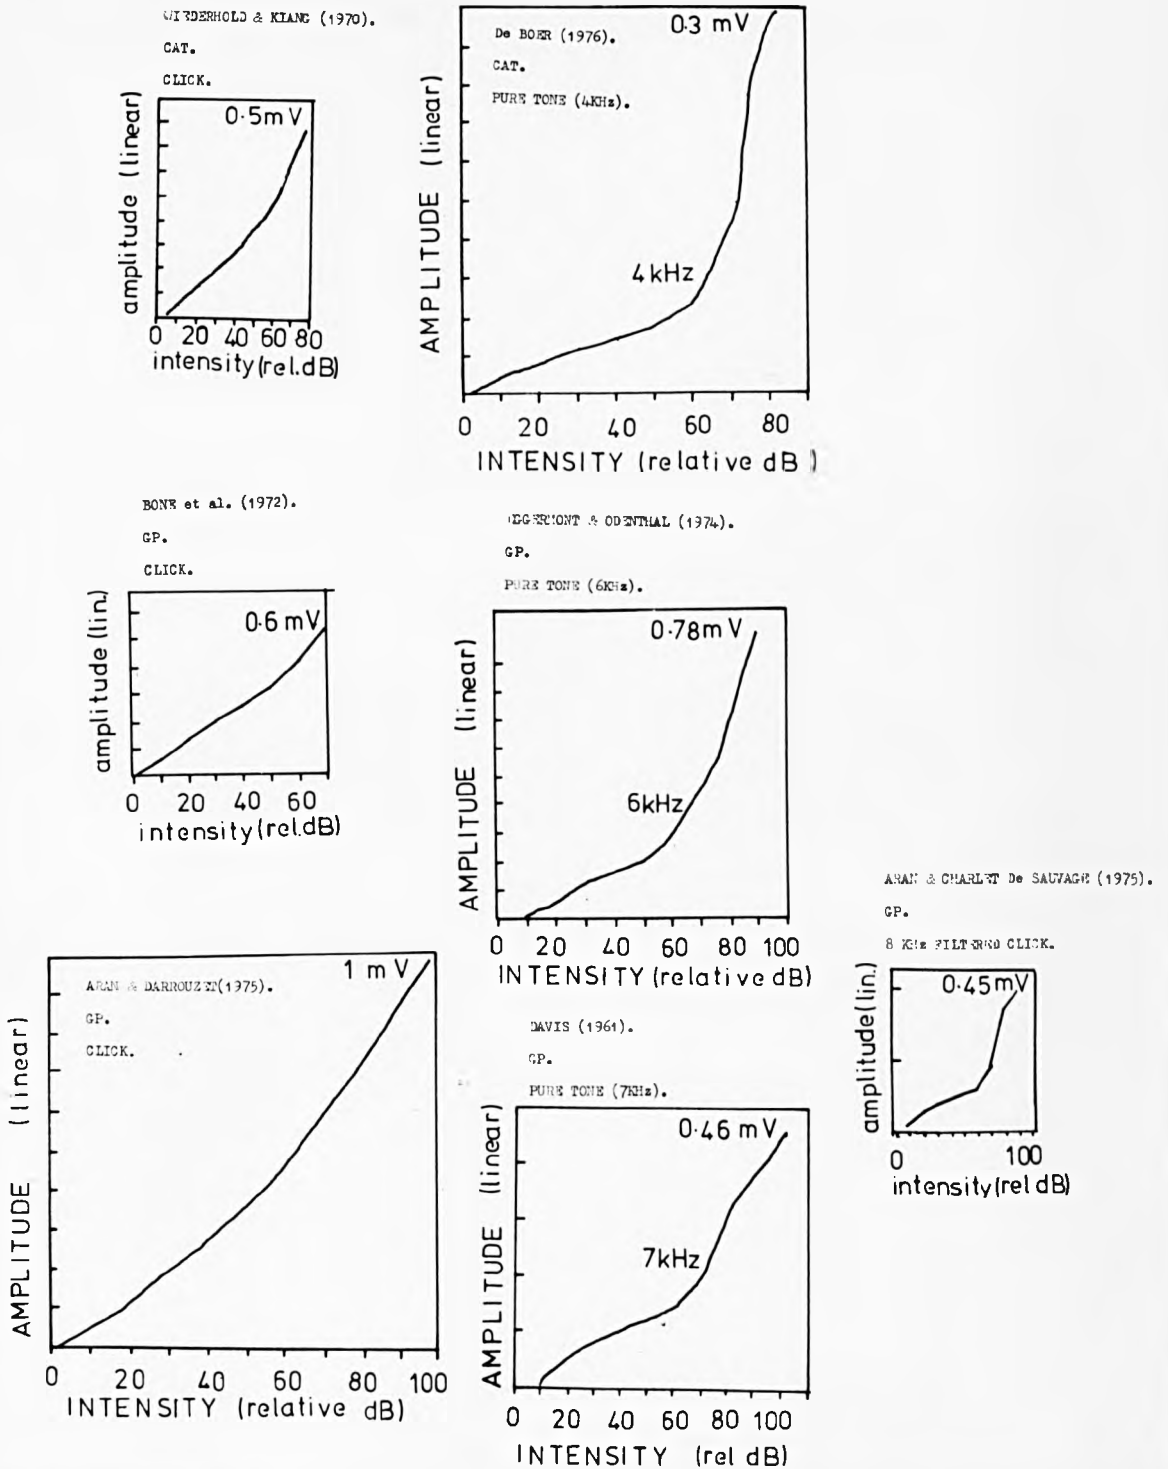 WIEDERHOLD & KIANG (1970).
CAT.
CLICK.
0·5mV
amplitude (linear)
0 20 40 60 80
intensity (rel.dB)
De BOER (1976).
CAT.
PURE TONE (4KHz).
0·3 mV
4kHz
AMPLITUDE (linear)
0 20 40 60 80
INTENSITY (relative dB)
BONE et al. (1972).
GP.
CLICK.
0·6 mV
amplitude (lin.)
0 20 40 60
intensity (rel.dB)
EGGERMONT & ODENTHAL (1974).
GP.
PURE TONE (6KHz).
0·78mV
6kHz
AMPLITUDE (linear)
0 20 40 60 80 100
INTENSITY (relative dB)
ARAN & DARROUZET(1975).
GP.
CLICK.
1 mV
AMPLITUDE (linear)
0 20 40 60 80 100
INTENSITY (relative dB)
DAVIS (1961).
GP.
PURE TONE (7KHz).
0·46 mV
7kHz
AMPLITUDE (linear)
0 20 40 60 80 100
INTENSITY (rel dB)
ARAN & CHARLET De SAUVAGE (1975).
GP.
8 KHz FILTERED CLICK.
0·45mV
amplitude (lin.)
0 100
intensity (rel dB)